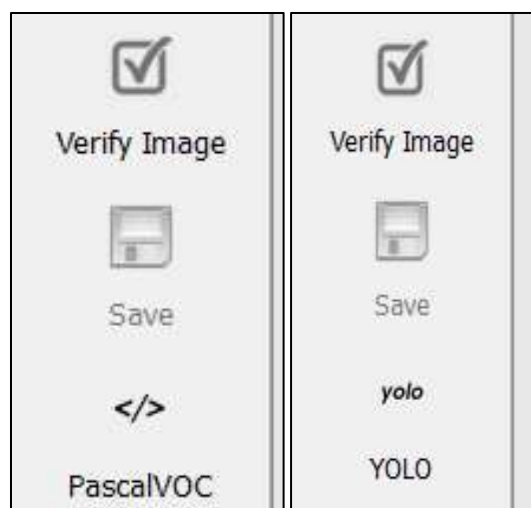 Verify Image
Save
</>
PascalVOC
Verify Image
Save
yolo
YOLO